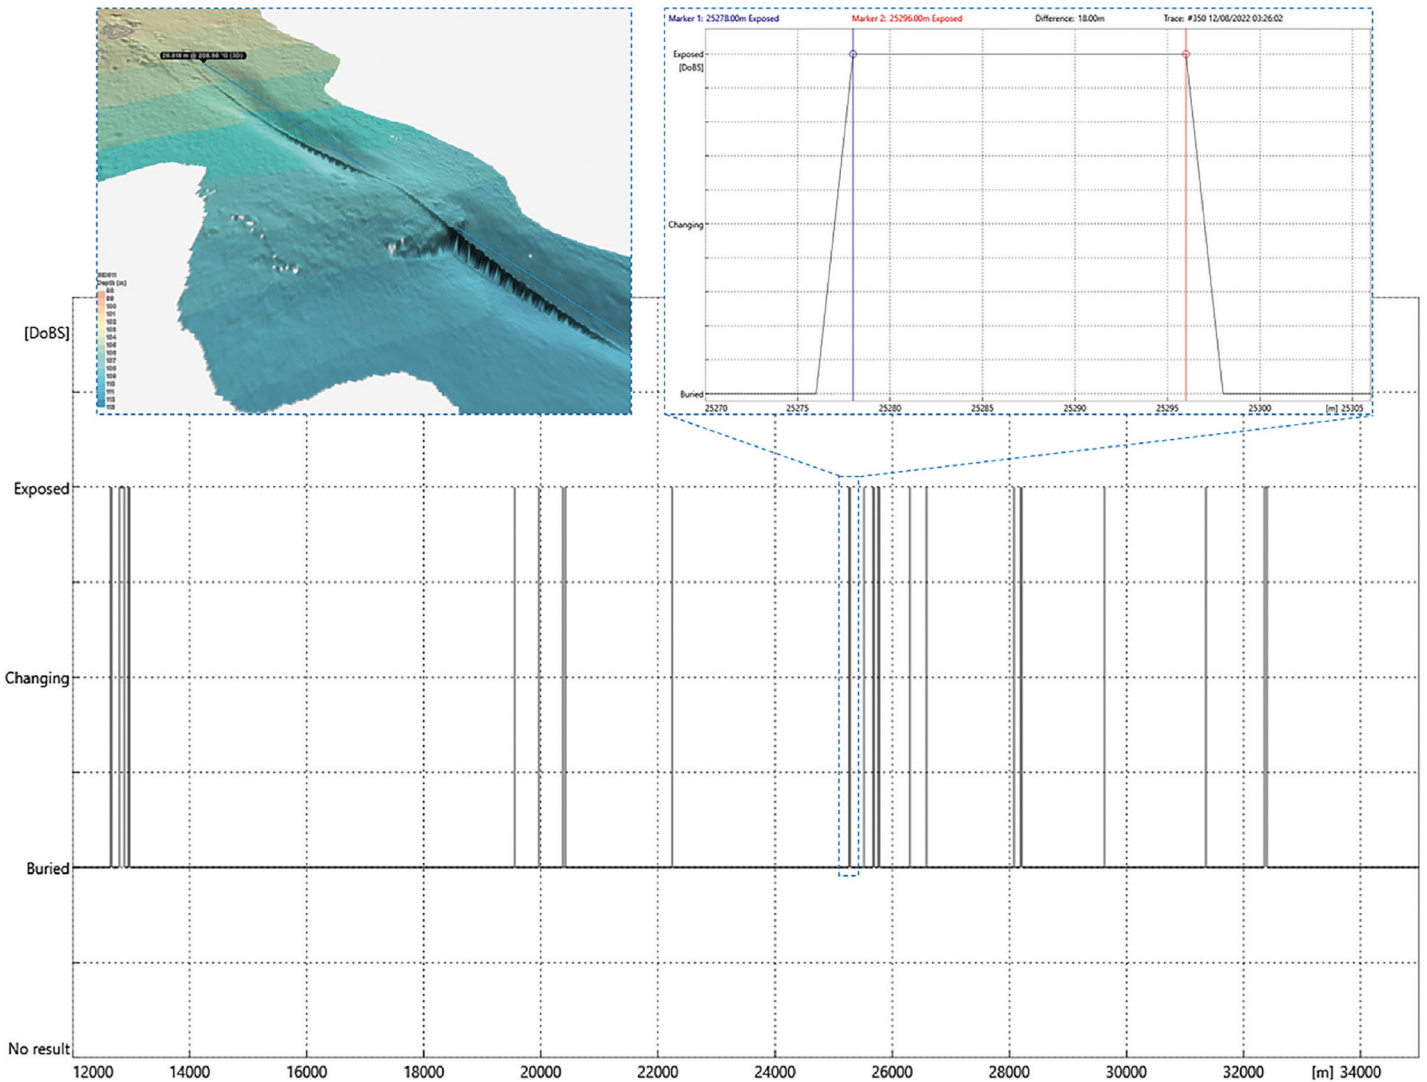 Marker 1: 25278.00m Exposed
Marker 2: 25296.00m Exposed
Difference: 18.00m
Trace: #350 12/08/2022 03:26:02
Exposed
[DoBS]
Changing
Buried
25270
25275
25280
25285
25290
25295
25300
[m] 25305
Depth (m)
[DoBS]
Exposed
Changing
Buried
No result
12000
14000
16000
18000
20000
22000
24000
26000
28000
30000
32000
[m] 34000